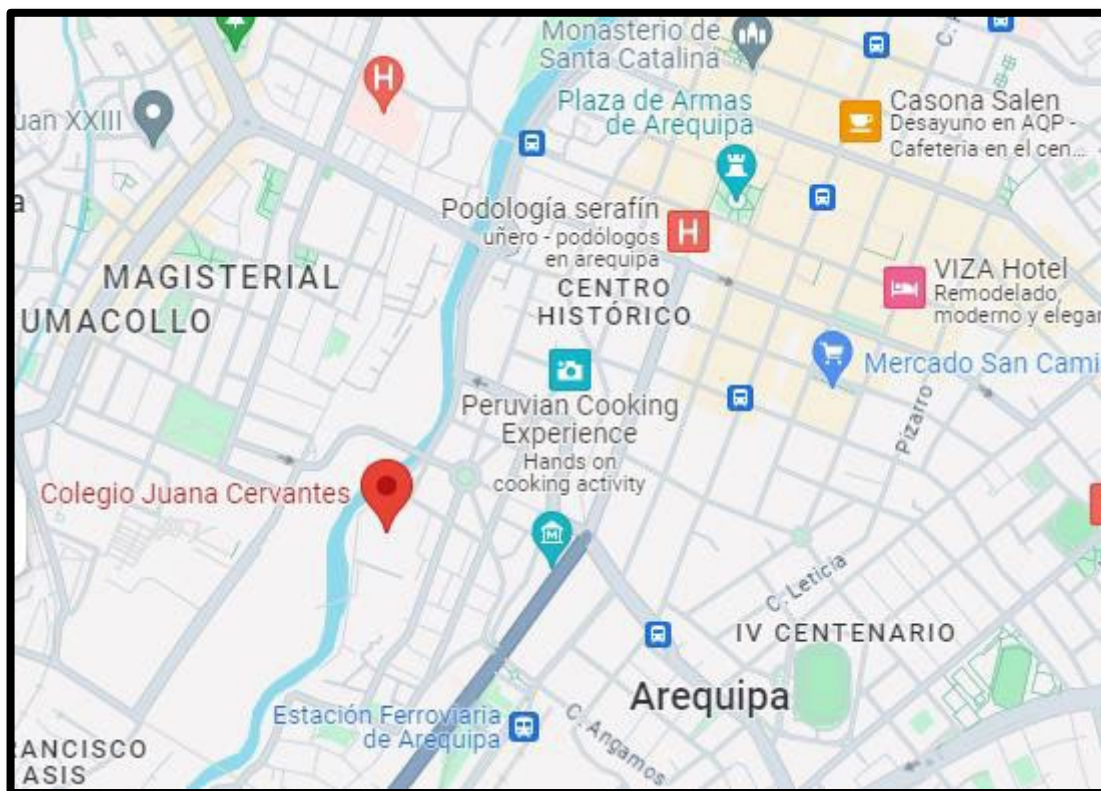 Monasterio de
Santa Catalina
Plaza de Armas
de Arequipa
Casona Salen
Desayuno en AQP -
Cafeteria en el cen...
uan XXIII
Podología serafín
uñero - podólogos
en arequipa
H
H
MAGISTERIAL
UMACOLLO
CENTRO
HISTÓRICO
VIZA Hotel
Remodelado,
moderno y elegan
Mercado San Cami
Peruvian Cooking
Experience
Hands on
cooking activity
Pizarro
Colegio Juana Cervantes
M
C. Leticia
IV CENTENARIO
Arequipa
Estación Ferroviaria
de Arequipa
C. Angamos
RANCISCO
ASIS